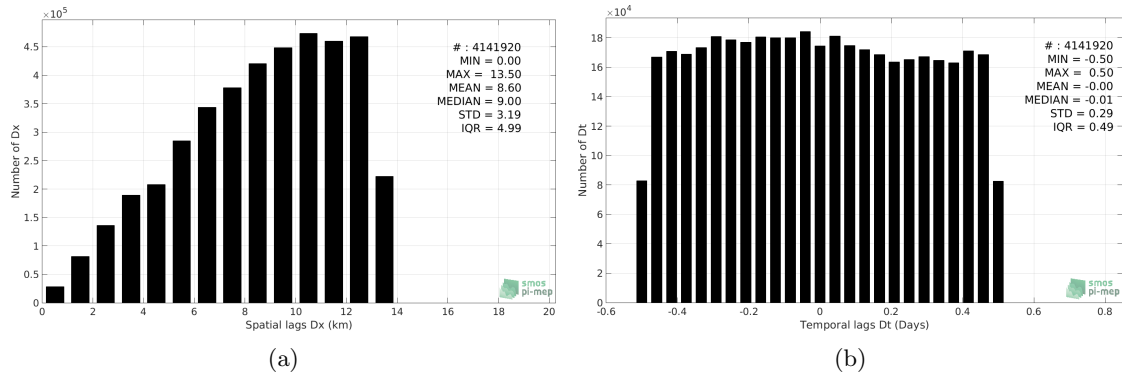 ×10^5
4.5
4
3.5
3
2.5
2
1.5
1
0.5
0
Number of Dx
0 2 4 6 8 10 12 14 16 18 20
Spatial lags Dx (km)
# : 4141920
MIN = 0.00
MAX = 13.50
MEAN = 8.60
MEDIAN = 9.00
STD = 3.19
IQR = 4.99
smos
pi-mep
(a)
×10^4
18
16
14
12
10
8
6
4
2
0
Number of Dt
-0.6 -0.4 -0.2 0 0.2 0.4 0.6 0.8
Temporal lags Dt (Days)
# : 4141920
MIN = -0.50
MAX = 0.50
MEAN = -0.00
MEDIAN = -0.01
STD = 0.29
IQR = 0.49
smos
pi-mep
(b)